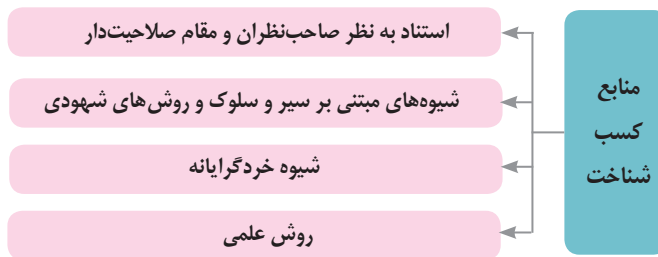 منابع
کسب
شناخت
استناد به نظر صاحب‌نظران و مقام صلاحیت‌دار
شیوه‌های مبتنی بر سیر و سلوک و روش‌های شهودی
شیوه خردگرایانه
روش علمی